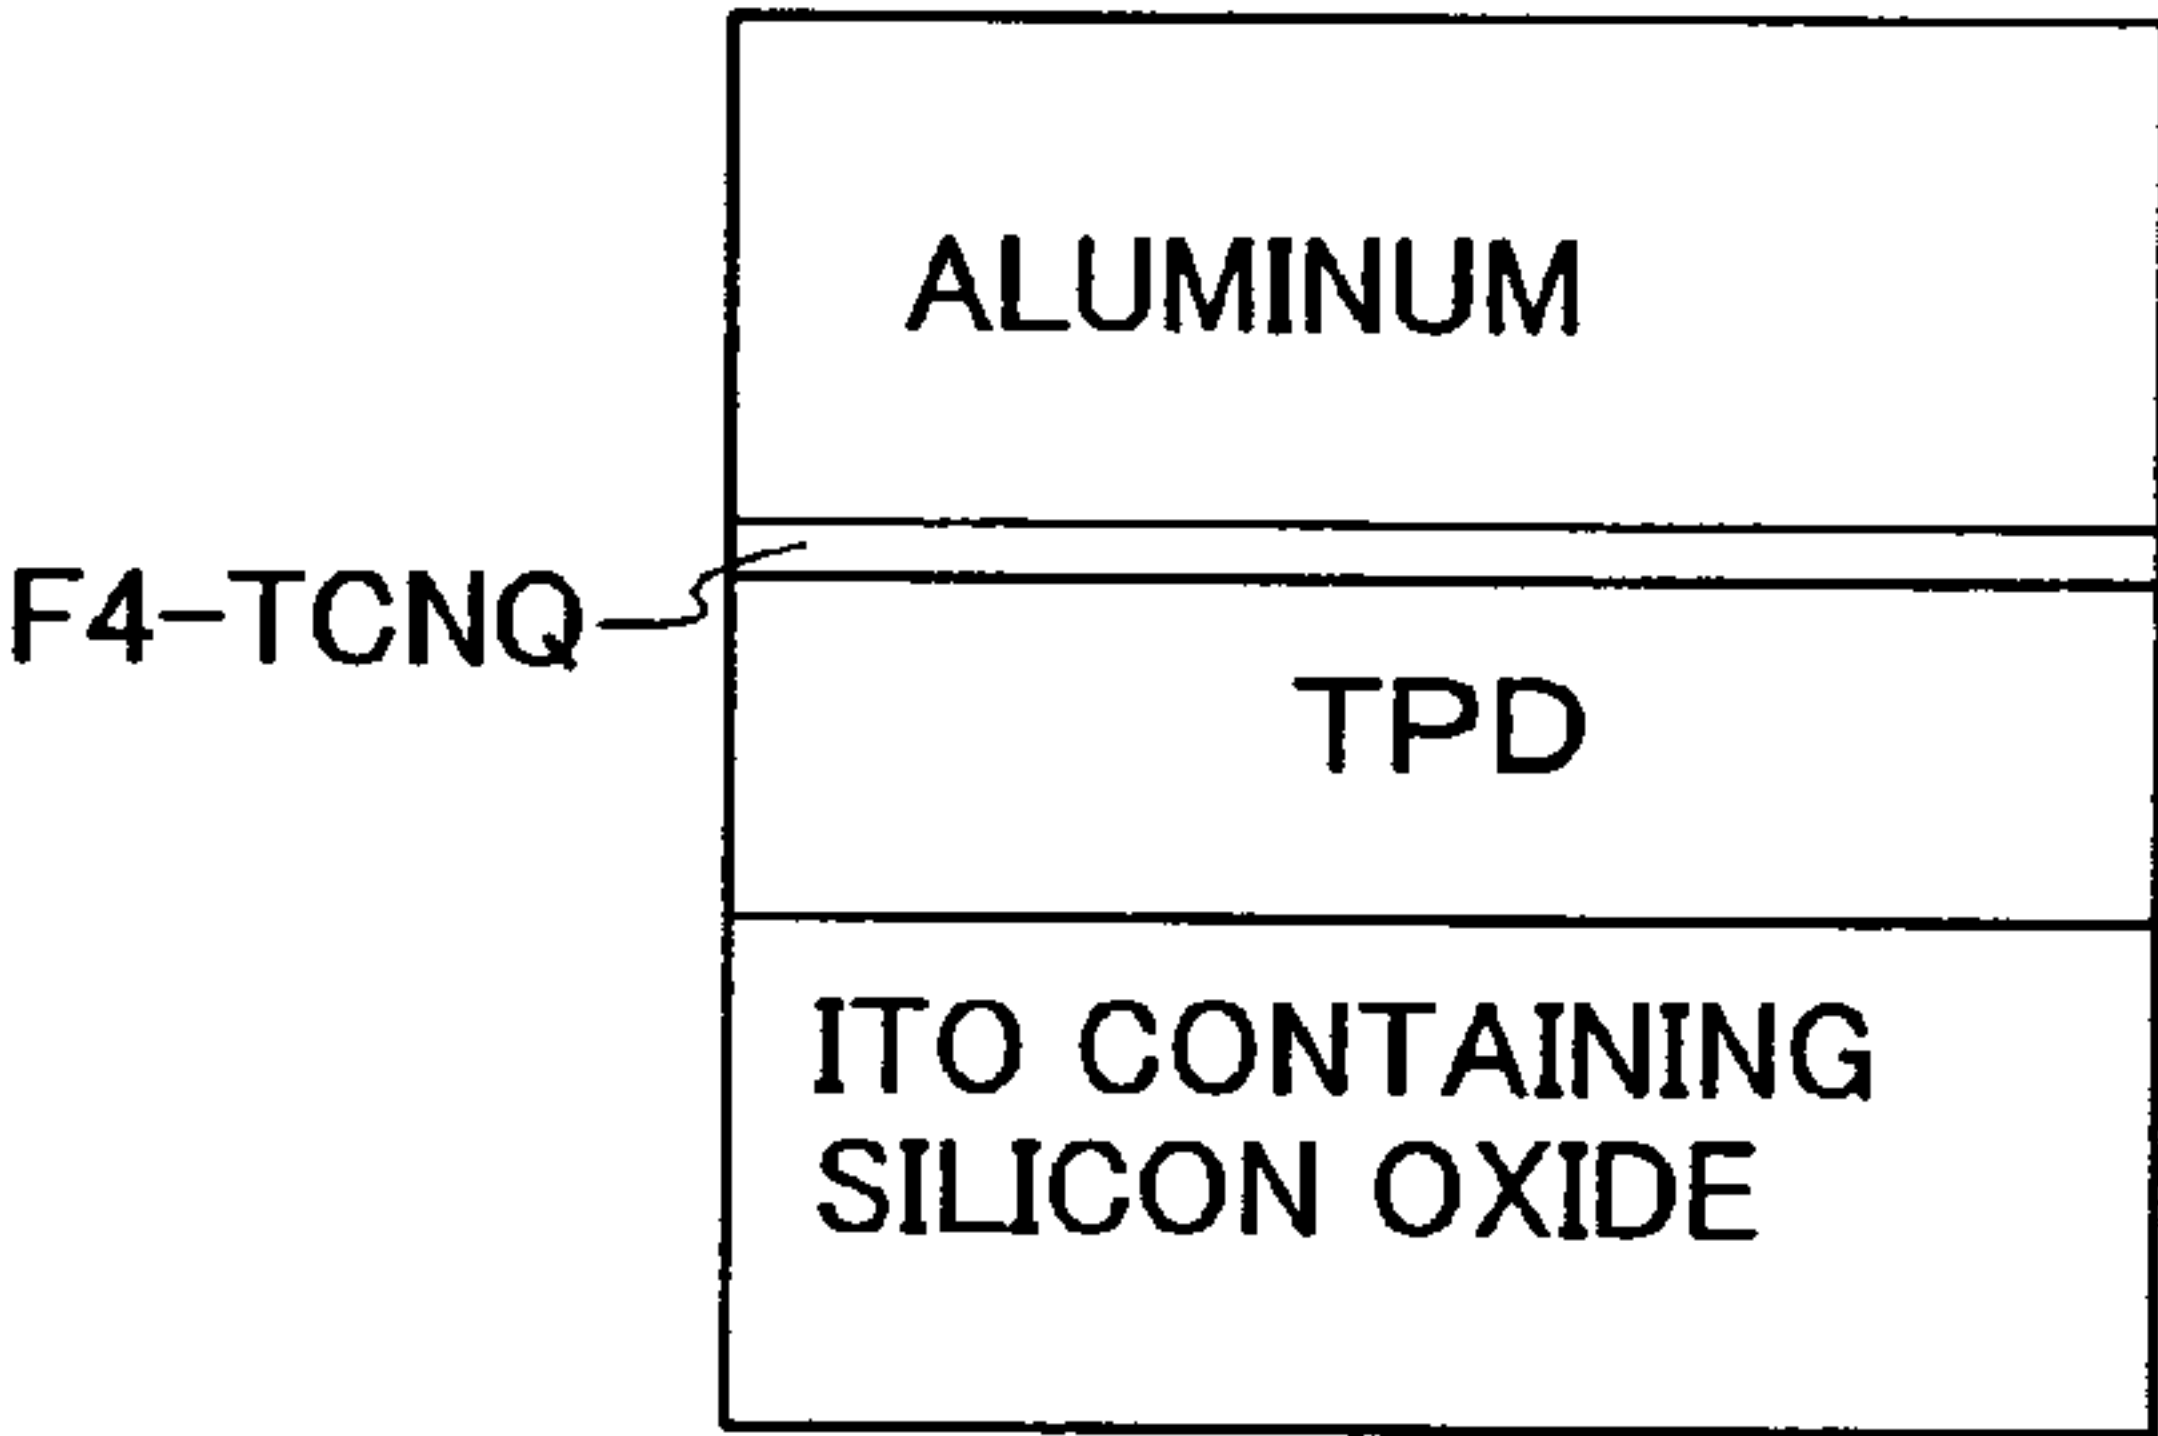 ALUMINUM
F4-TCNQ
TPD
ITO CONTAINING
SILICON OXIDE